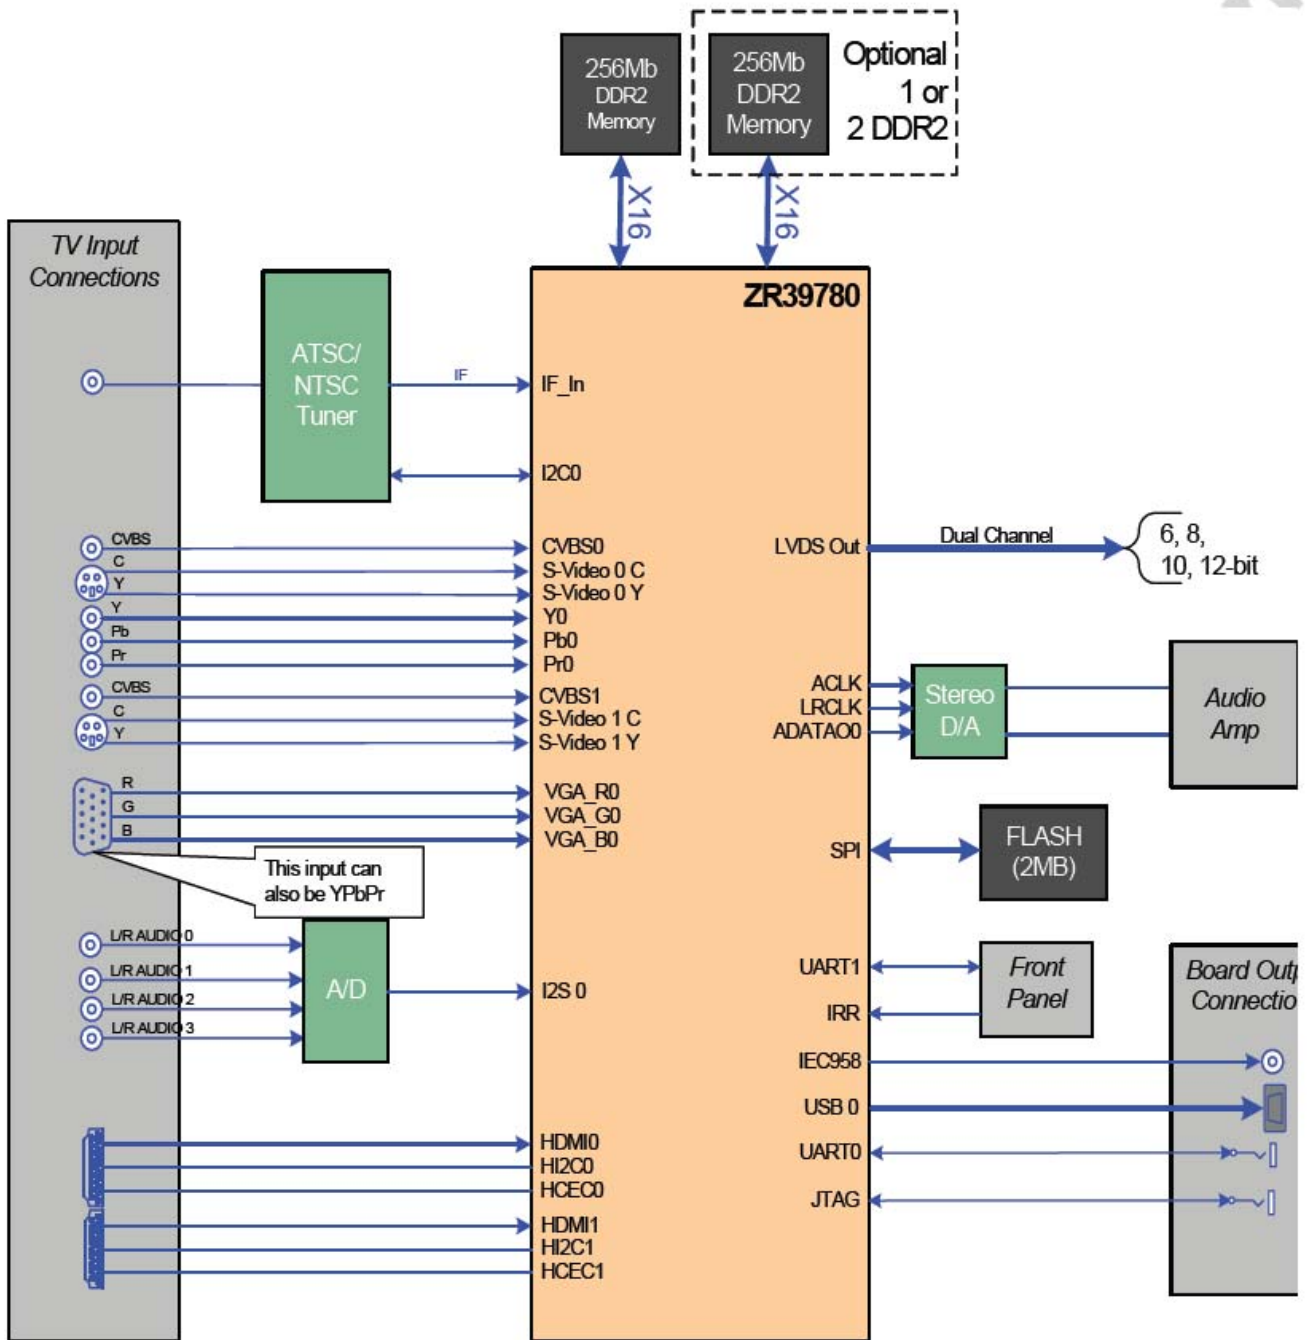 256Mb
DDR2
Memory
256Mb
DDR2
Memory
Optional
1 or
2 DDR2
X16
X16
TV Input
Connections
ATSC/
NTSC
Tuner
IF
ZR39780
IF_In
I2C0
CVBS
C
Y
Y
Pb
Pr
CVBS
C
Y
R
G
B
CVBS0
S-Video 0 C
S-Video 0 Y
Y0
Pb0
Pr0
CVBS1
S-Video 1 C
S-Video 1 Y
VGA_R0
VGA_G0
VGA_B0
This input can
also be YPbPr
L/R AUDIO 0
L/R AUDIO 1
L/R AUDIO 2
L/R AUDIO 3
A/D
I2S 0
HDMI0
HI2C0
HCEC0
HDMI1
HI2C1
HCEC1
LVDS Out
Dual Channel
6, 8,
10, 12-bit
ACLK
LRCLK
ADATAO0
Stereo
D/A
Audio
Amp
SPI
FLASH
(2MB)
UART1
IRR
Front
Panel
IEC958
USB 0
UART0
JTAG
Board Outp
Connectio